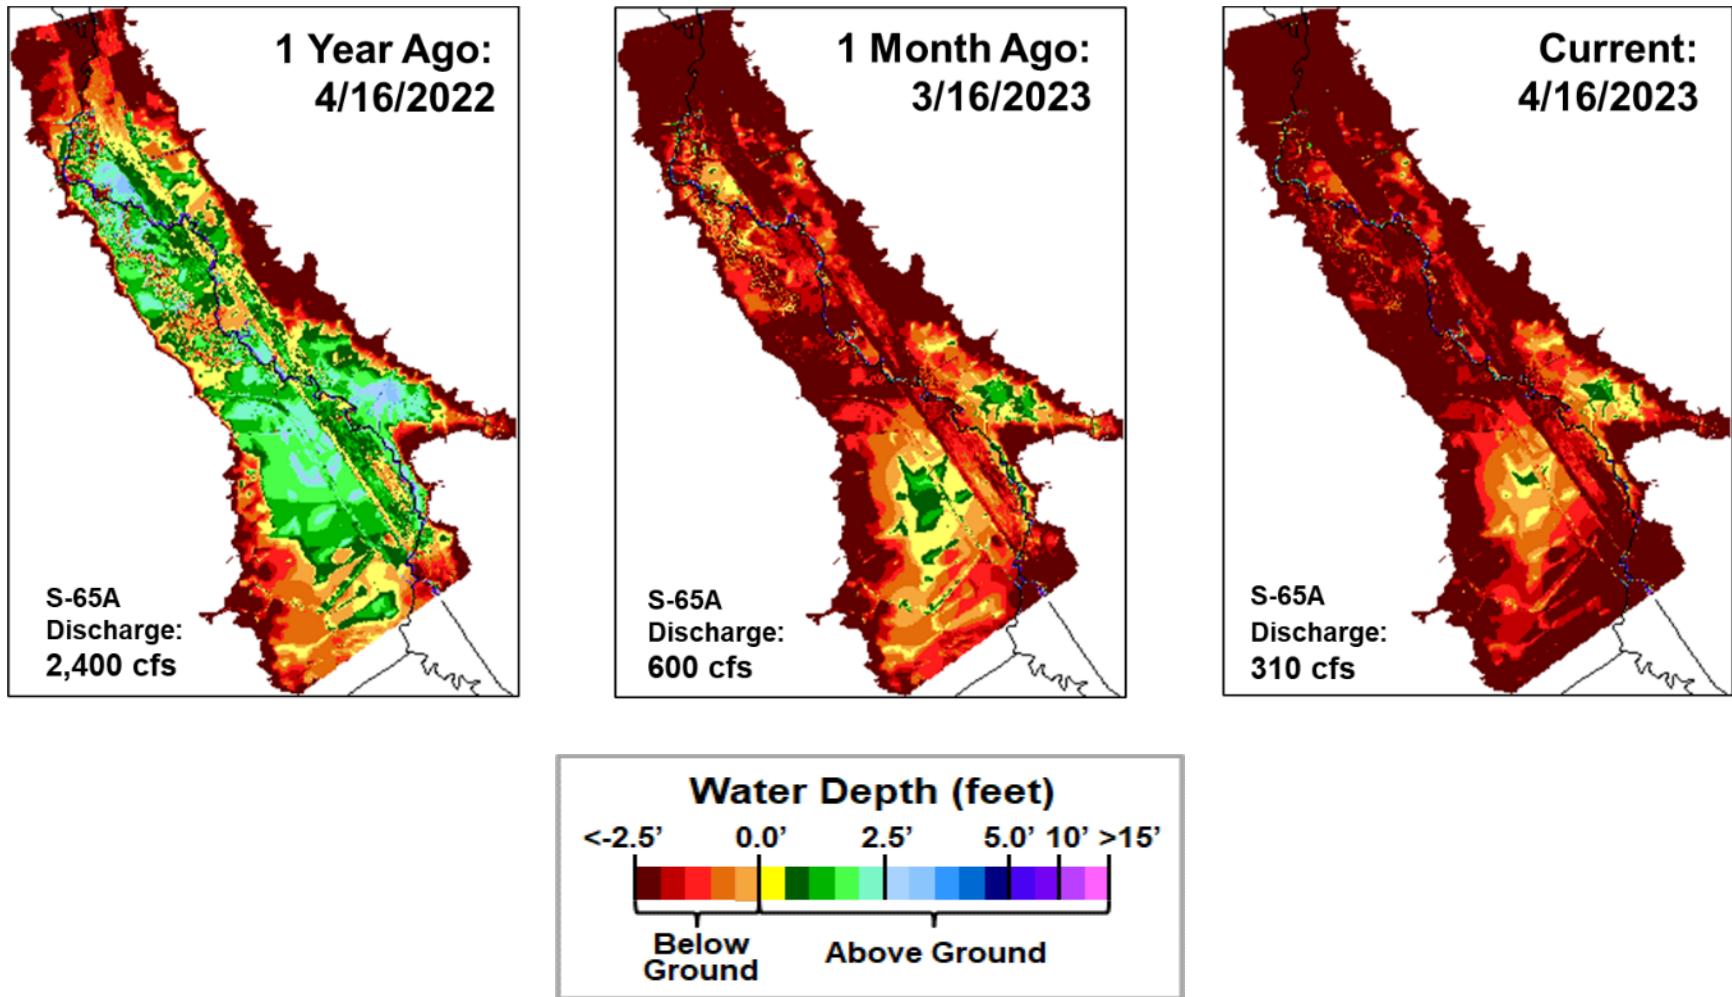 1 Year Ago:
4/16/2022
S-65A
Discharge:
2,400 cfs
1 Month Ago:
3/16/2023
S-65A
Discharge:
600 cfs
Current:
4/16/2023
S-65A
Discharge:
310 cfs
Water Depth (feet)
<-2.5’ 0.0’ 2.5’ 5.0’ 10’ >15’
Below
Ground
Above Ground